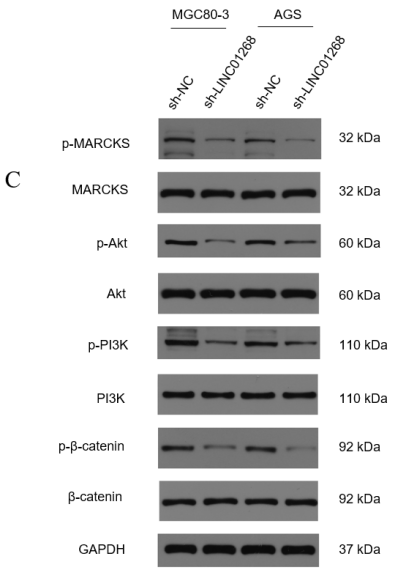 MGC80-3 AGS
sh-NC sh-LINC01268 sh-NC sh-LINC01268
C
p-MARCKS 32 kDa
MARCKS 32 kDa
p-Akt 60 kDa
Akt 60 kDa
p-PI3K 110 kDa
PI3K 110 kDa
p-β-catenin 92 kDa
β-catenin 92 kDa
GAPDH 37 kDa